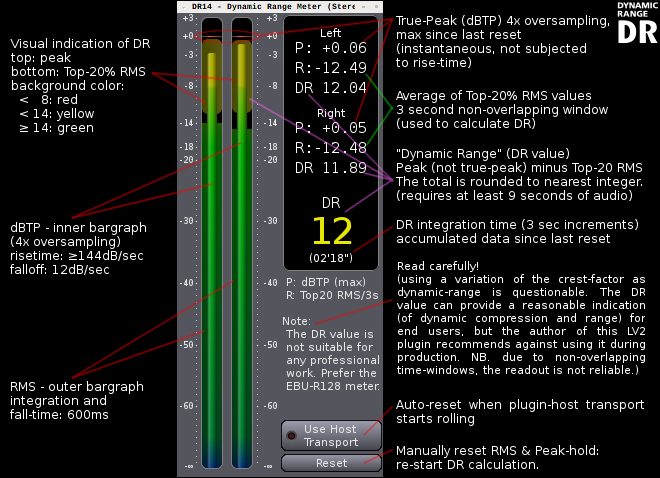 DR14 - Dynamic Range Meter (Stere
DYNAMIC
RANGE
DR
Visual indication of DR
top: peak
bottom: Top-20% RMS
background color:
<   8: red
< 14: yellow
≥ 14: green
dBTP - inner bargraph
(4x oversampling)
risetime: ≥144dB/sec
falloff: 12dB/sec
RMS - outer bargraph
integration and
fall-time: 600ms
+3 +3
+0 +0
-3 -3
-8 -8
-14 -14
-18 -18
-20 -20
-30 -30
-40 -40
-50 -50
-60 -60
-∞ -∞
Left
P: +0.06
R:-12.49
DR 12.04
Right
P: +0.05
R:-12.48
DR 11.89
DR
12
(02'18")
P: dBTP (max)
R: Top20 RMS/3s
Note:
The DR value is
not suitable for
any professional
work. Prefer the
EBU-R128 meter.
Use Host
Transport
Reset
True-Peak (dBTP) 4x oversampling,
max since last reset
(instantaneous, not subjected
to rise-time)
Average of Top-20% RMS values
3 second non-overlapping window
(used to calculate DR)
"Dynamic Range" (DR value)
Peak (not true-peak) minus Top-20 RMS
The total is rounded to nearest integer.
(requires at least 9 seconds of audio)
DR integration time (3 sec increments)
accumulated data since last reset
Read carefully!
(using a variation of the crest-factor as
dynamic-range is questionable. The DR
value can provide a reasonable indication
(of dynamic compression and range) for
end users, but the author of this LV2
plugin recommends against using it during
production. NB. due to non-overlapping
time-windows, the readout is not reliable.)
Auto-reset when plugin-host transport
starts rolling
Manually reset RMS & Peak-hold:
re-start DR calculation.